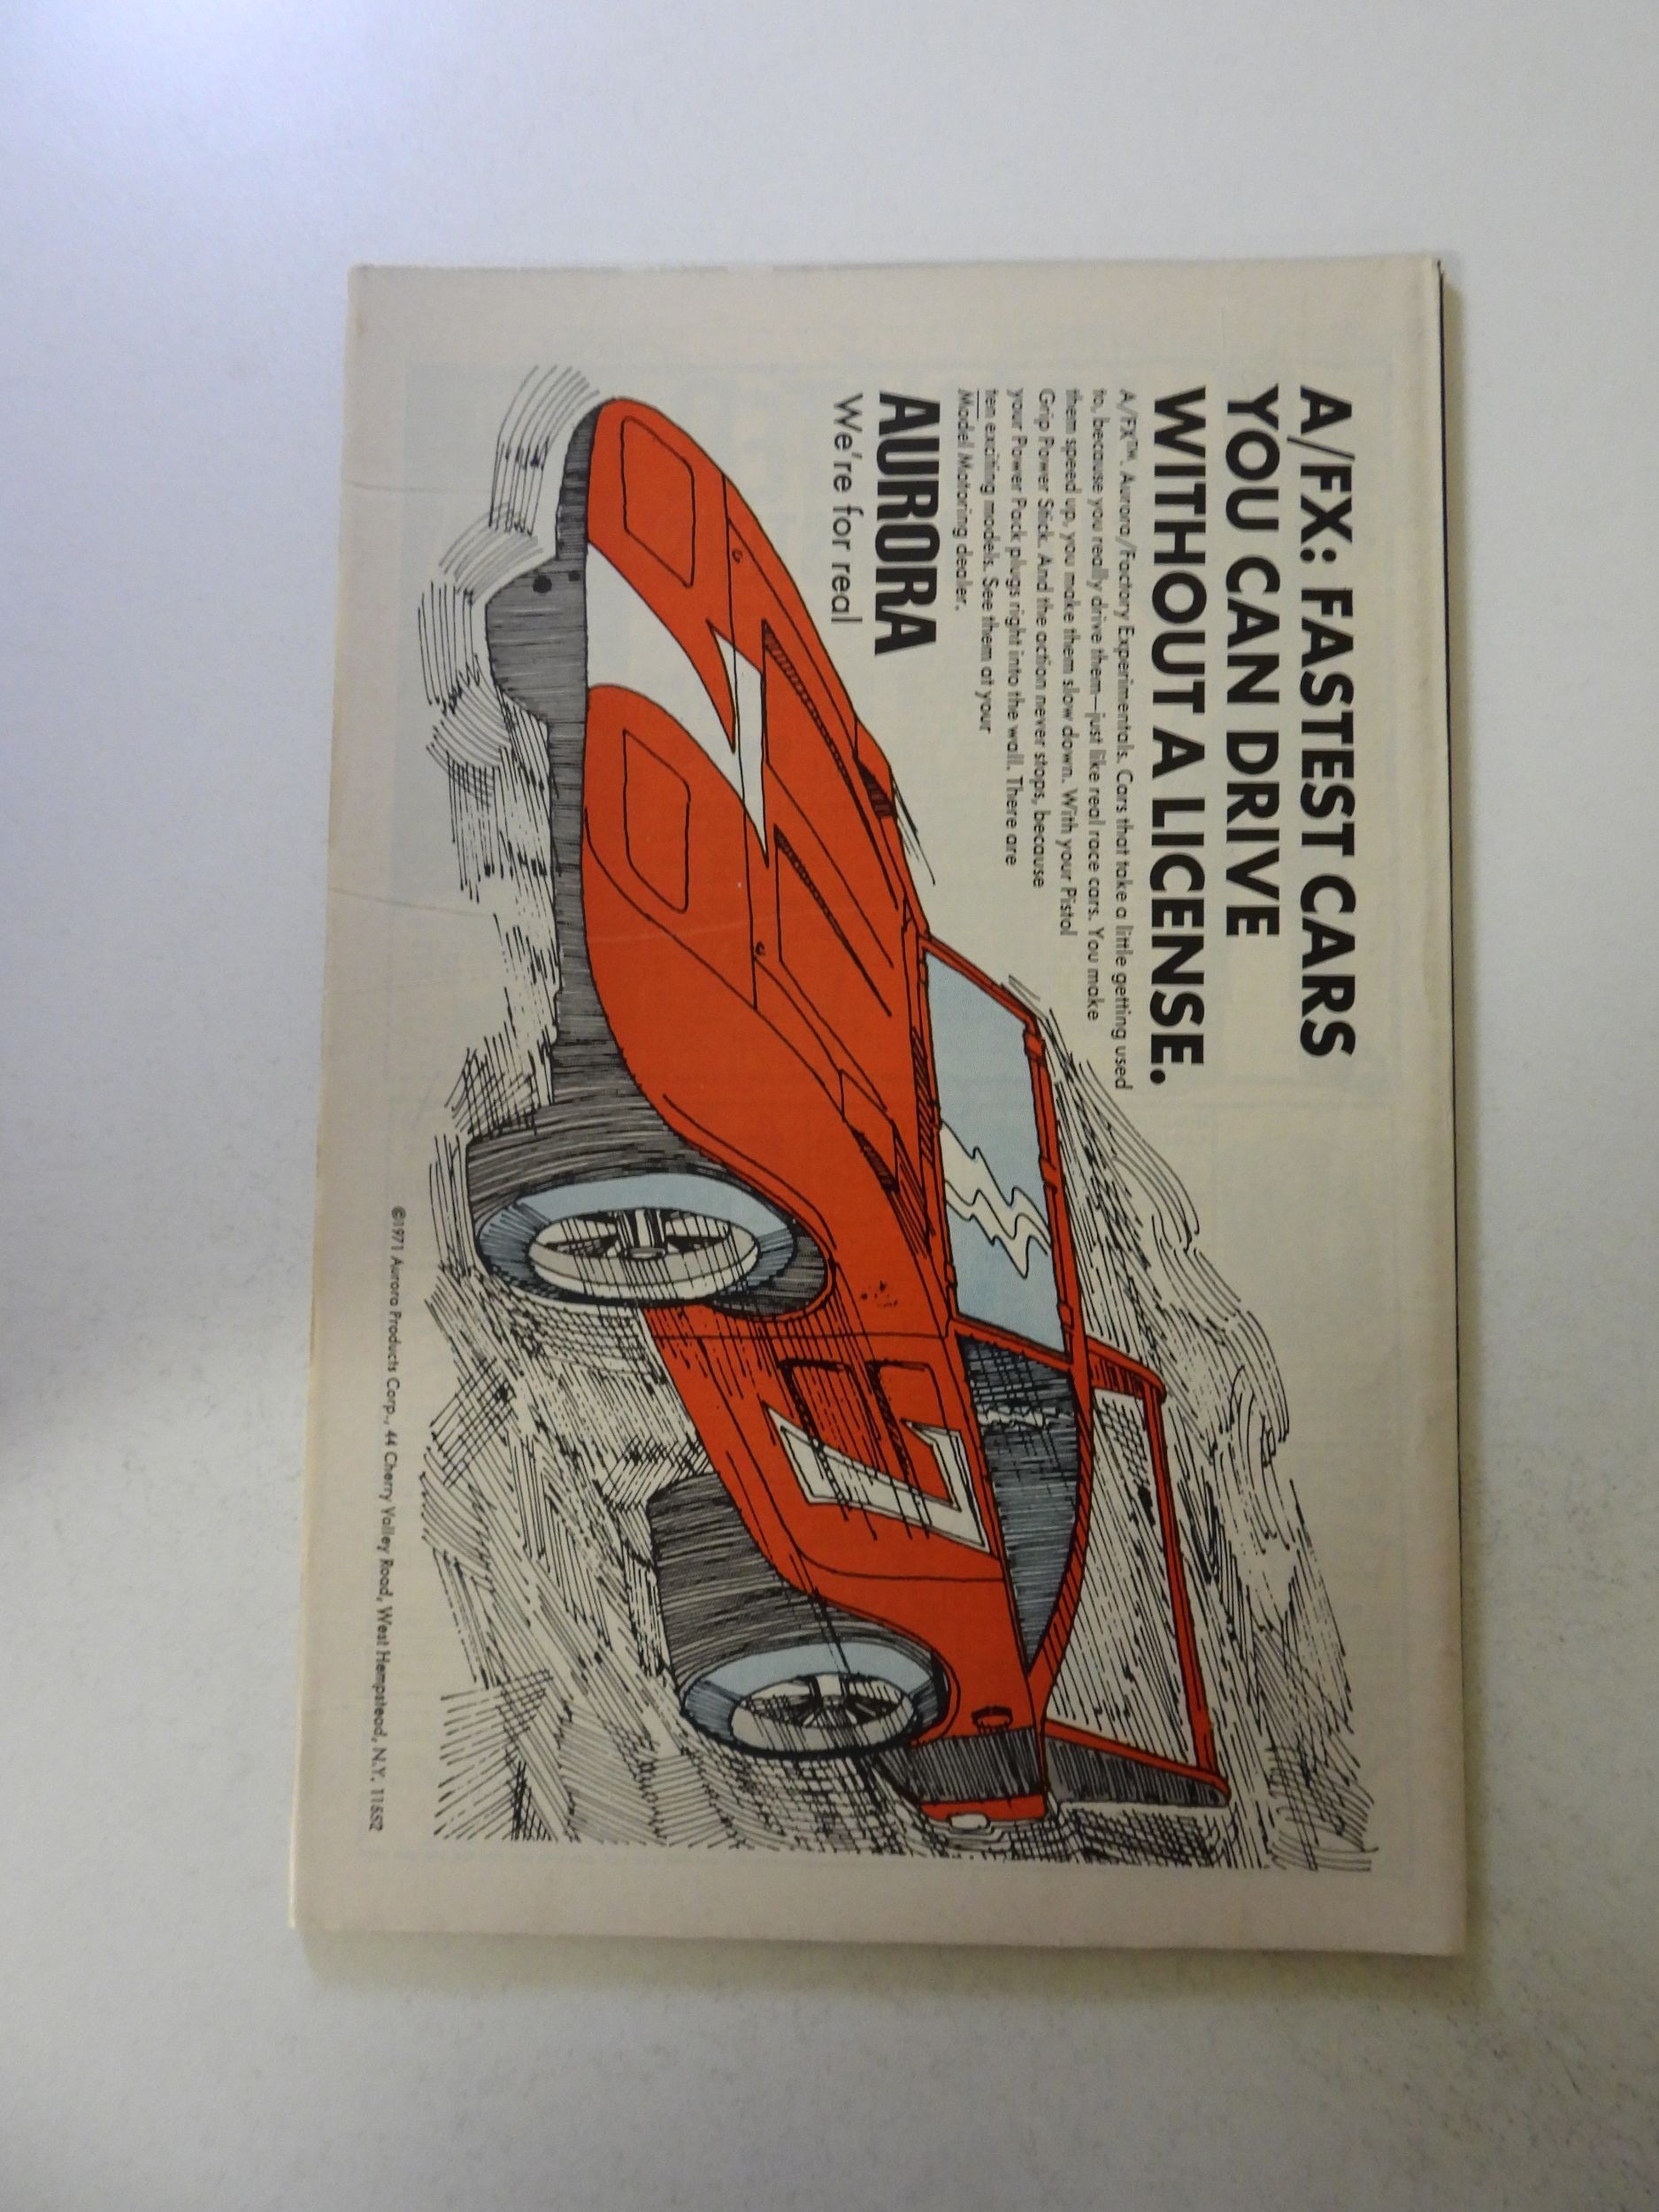 A/FX: FASTEST CARS
YOU CAN DRIVE
WITHOUT A LICENSE.
A/FX™. Aurora/Factory Experimentals. Cars that take a little getting used
to, because you really drive them—just like real race cars. You make
them speed up, you make them slow down. With your Pistol
Grip Power Stick. And the action never stops, because
your Power Pack plugs right into the wall. There are
ten exciting models. See them at your
Model Motoring dealer.
AURORA
We're for real
7
7
©1971 Aurora Products Corp., 44 Cherry Valley Road, West Hempstead, N.Y. 11552